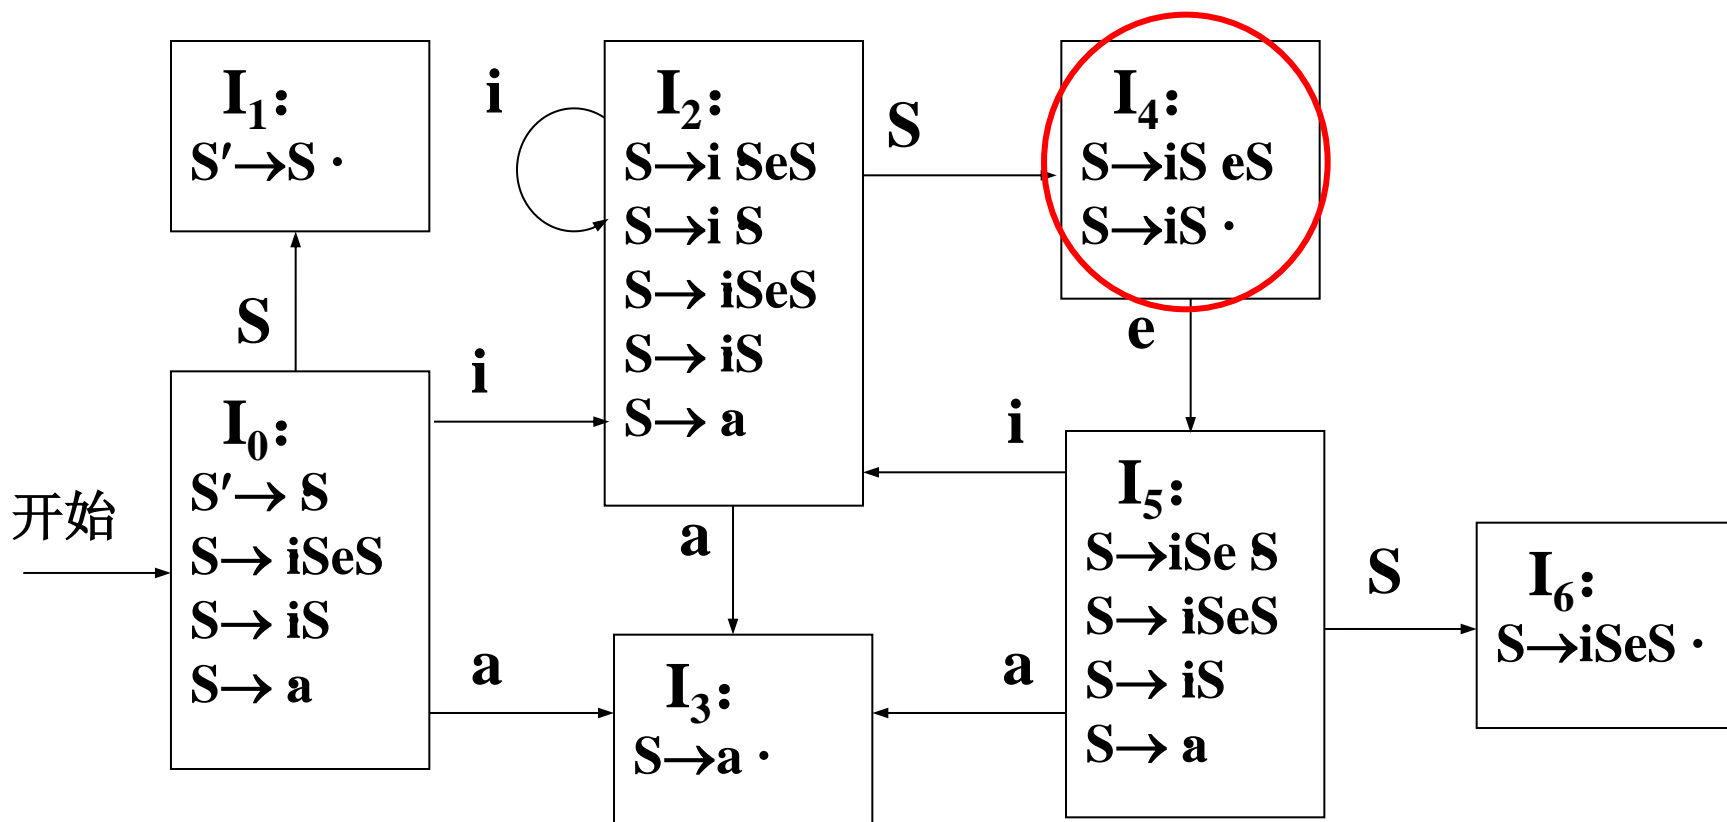 I₁：
S′→S ·
S
I₀：
S′→ ·S
S→ ·iSeS
S→ ·iS
S→ ·a
开始
i
i
a
I₂：
S→i ·SeS
S→i ·S
S→ ·iSeS
S→ ·iS
S→ ·a
S
a
I₃：
S→a ·
I₄：
S→iS ·eS
S→iS ·
e
i
a
I₅：
S→iSe ·S
S→ ·iSeS
S→ ·iS
S→ ·a
S
I₆：
S→iSeS ·